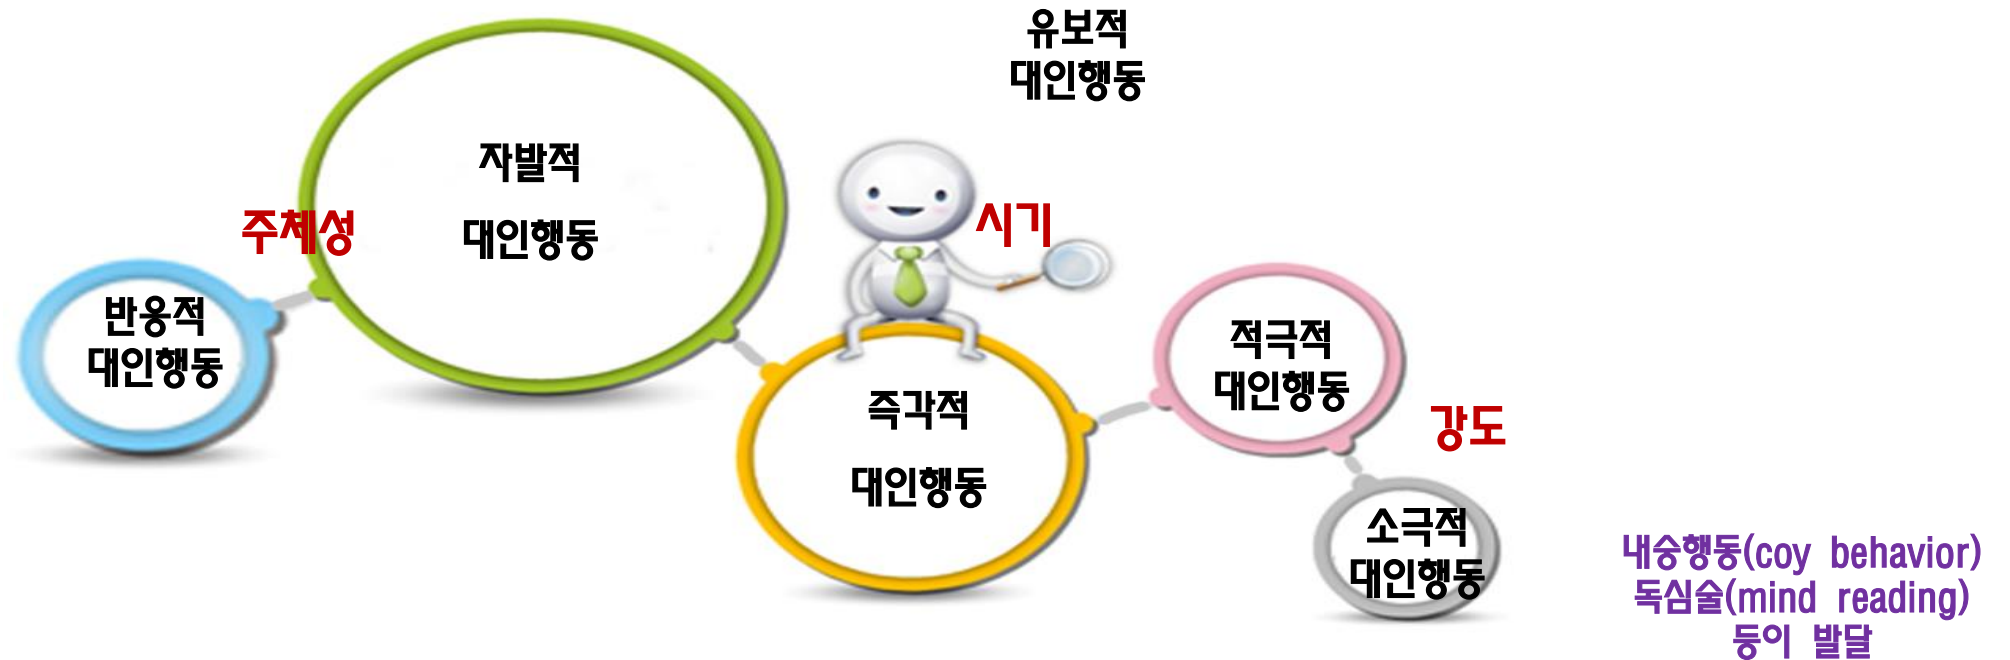 유보적
대인행동
자발적
대인행동
주체성
시기
반응적
대인행동
적극적
대인행동
즉각적
대인행동
강도
소극적
대인행동
내숭행동(coy behavior)
독심술(mind reading)
등이 발달